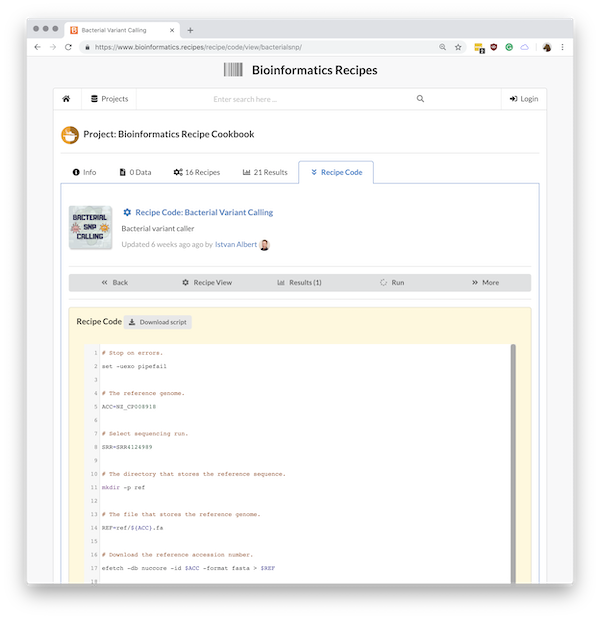 Bacterial Variant Calling
https://www.bioinformatics.recipes/recipe/code/view/bacterialsnp/
Bioinformatics Recipes
Projects
Enter search here ...
Login
Project: Bioinformatics Recipe Cookbook
Info
0 Data
16 Recipes
21 Results
Recipe Code
BACTERIAL
SNP
CALLING
Recipe Code: Bacterial Variant Calling
Bacterial variant caller
Updated 6 weeks ago ago by Istvan Albert
Back
Recipe View
Results (1)
Run
More
Recipe Code
Download script
1 # Stop on errors.
2 set -uexo pipefail
3
4 # The reference genome.
5 ACC=NZ_CP008918
6
7 # Select sequencing run.
8 SRR=SRR4124989
9
10 # The directory that stores the reference sequence.
11 mkdir -p ref
12
13 # The file that stores the reference genome.
14 REF=ref/${ACC}.fa
15
16 # Download the reference accession number.
17 efetch -db nuccore -id $ACC -format fasta > $REF
18